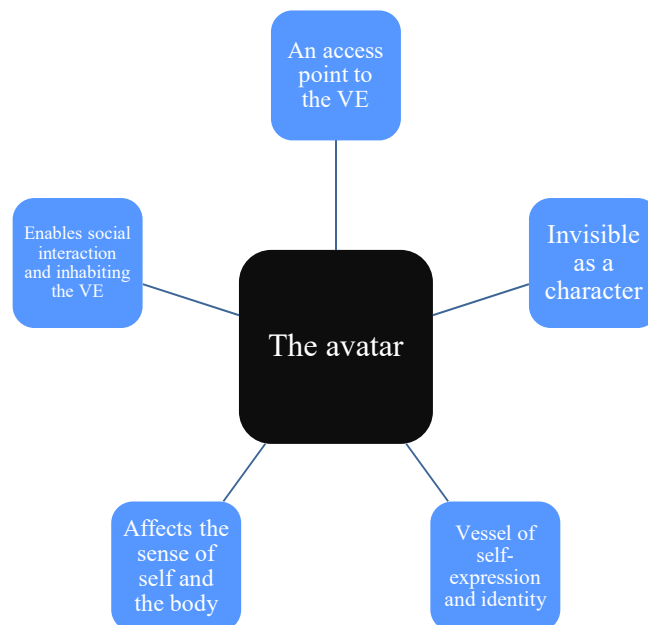 An access
point to
the VE
Enables social
interaction
and inhabiting
the VE
Invisible
as a
character
The avatar
Affects the
sense of
self and
the body
Vessel of
self-
expression
and identity